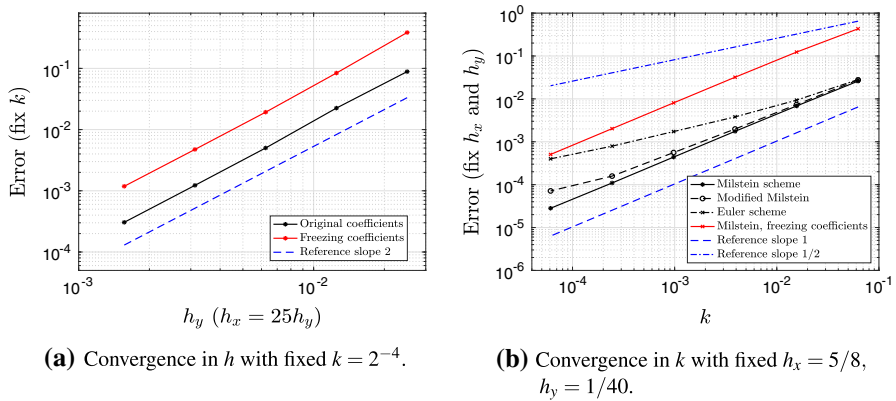 10^-1
10^-2
10^-3
10^-4
10^-3
10^-2
Error (fix k)
h_y (h_x = 25h_y)
Original coefficients
Freezing coefficients
Reference slope 2
(a) Convergence in h with fixed k = 2^-4.
10^0
10^-1
10^-2
10^-3
10^-4
10^-5
10^-6
10^-4
10^-3
10^-2
10^-1
Error (fix h_x and h_y)
k
Milstein scheme
Modified Milstein
Euler scheme
Milstein, freezing coefficients
Reference slope 1
Reference slope 1/2
(b) Convergence in k with fixed h_x = 5/8,
h_y = 1/40.